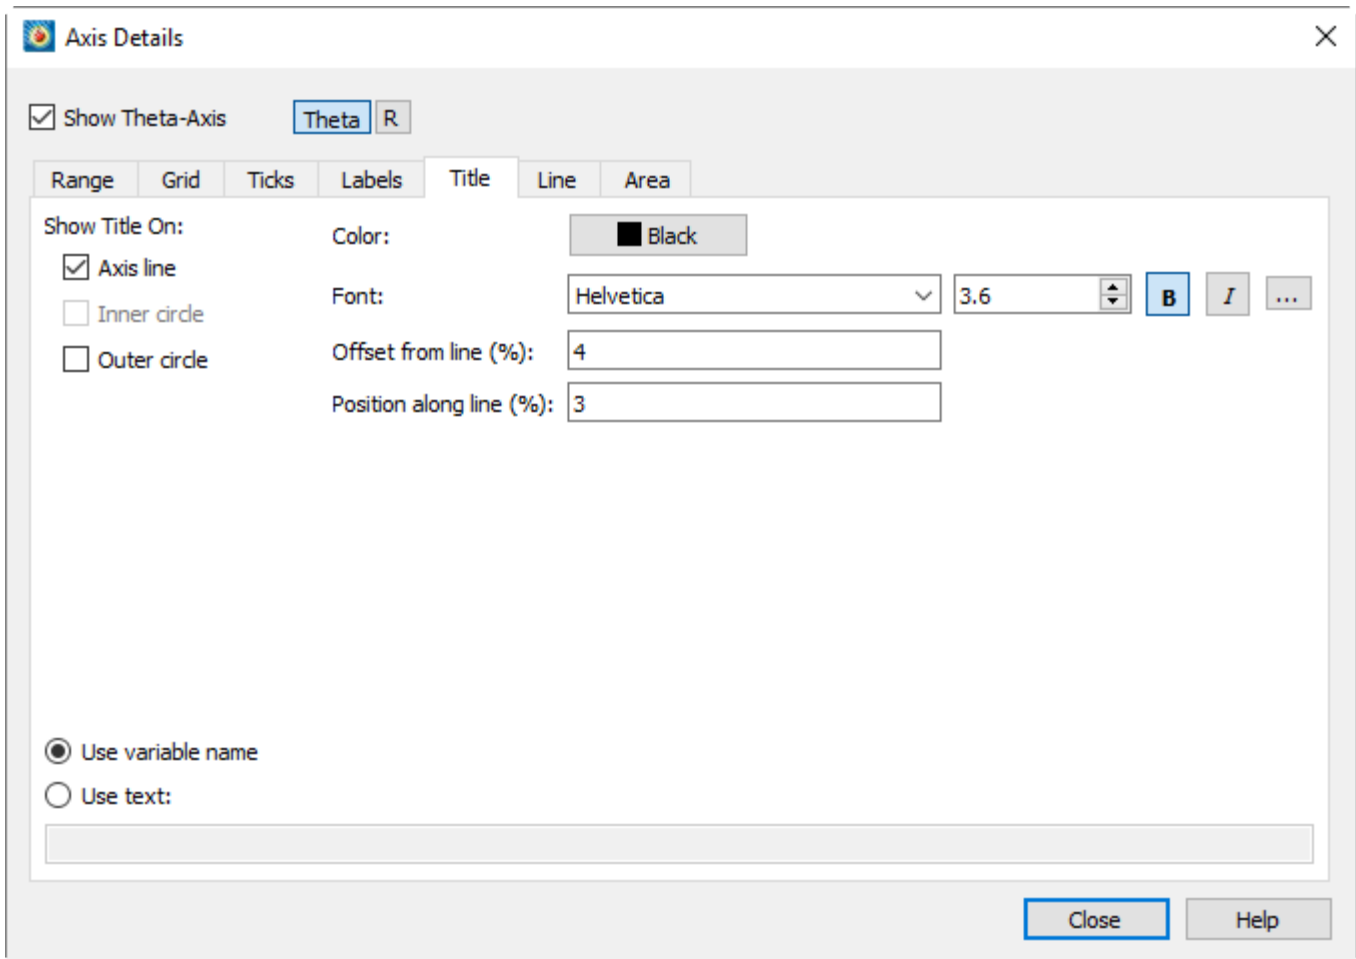 Axis Details
Show Theta-Axis Theta R
Range Grid Ticks Labels Title Line Area
Show Title On:
Color: Black
Axis line
Font: Helvetica 3.6 B I ...
Inner circle
Offset from line (%): 4
Outer circle
Position along line (%): 3
Use variable name
Use text:
Close Help